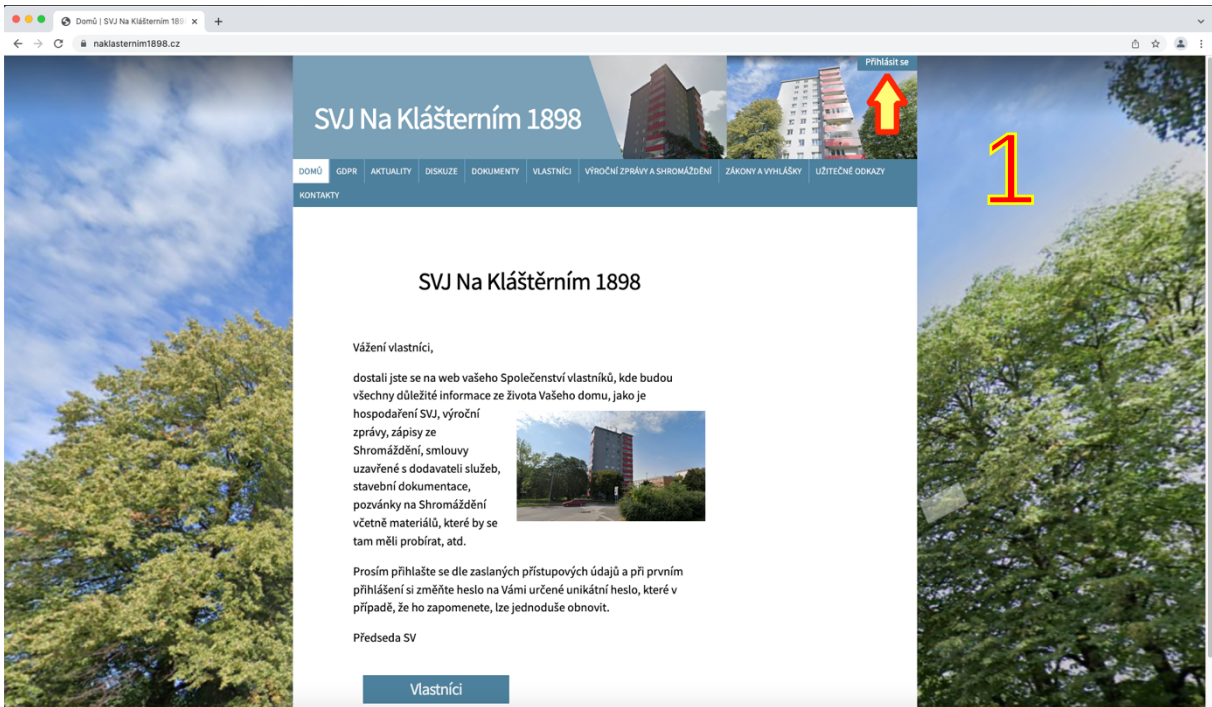 Domů | SVJ Na Klášterním 189
naklasternim1898.cz
Přihlásit se
SVJ Na Klášterním 1898
1
DOMŮ GDPR AKTUALITY DISKUZE DOKUMENTY VLASTNÍCI VÝROČNÍ ZPRÁVY A SHROMÁŽDĚNÍ ZÁKONY A VYHLÁŠKY UŽITEČNÉ ODKAZY
KONTAKTY
SVJ Na Kláštěrním 1898
Vážení vlastníci,
dostali jste se na web vašeho Společenství vlastníků, kde budou
všechny důležité informace ze života Vašeho domu, jako je
hospodaření SVJ, výroční
zprávy, zápisy ze
Shromáždění, smlouvy
uzavřené s dodavateli služeb,
stavební dokumentace,
pozvánky na Shromáždění
včetně materiálů, které by se
tam měli probírat, atd.
Prosím přihlašte se dle zaslaných přístupových údajů a při prvním
přihlášení si změňte heslo na Vámi určené unikátní heslo, které v
případě, že ho zapomenete, lze jednoduše obnovit.
Předseda SV
Vlastníci